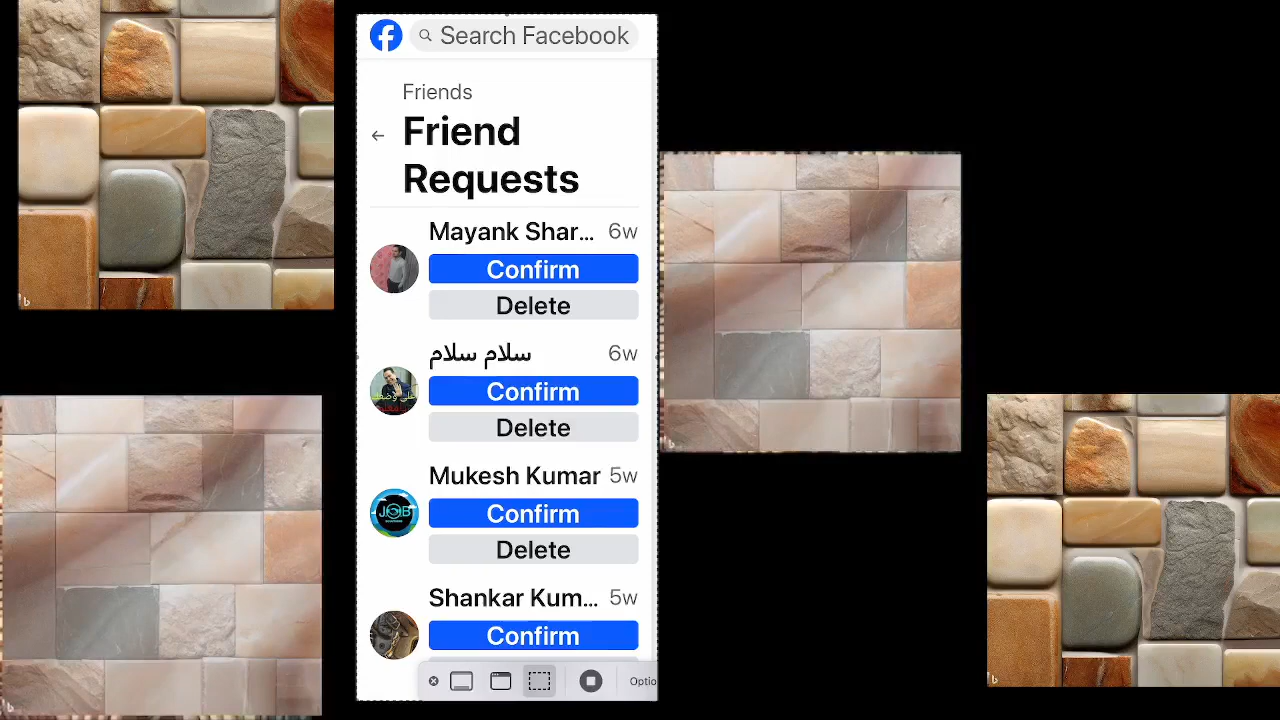 Search Facebook
Friends
Friend
Requests
Mayank Shar... 6w
Confirm
Delete
سلام سلام 6w
Confirm
Delete
Mukesh Kumar 5w
JOB
Confirm
Delete
Shankar Kum... 5w
Confirm
Optio